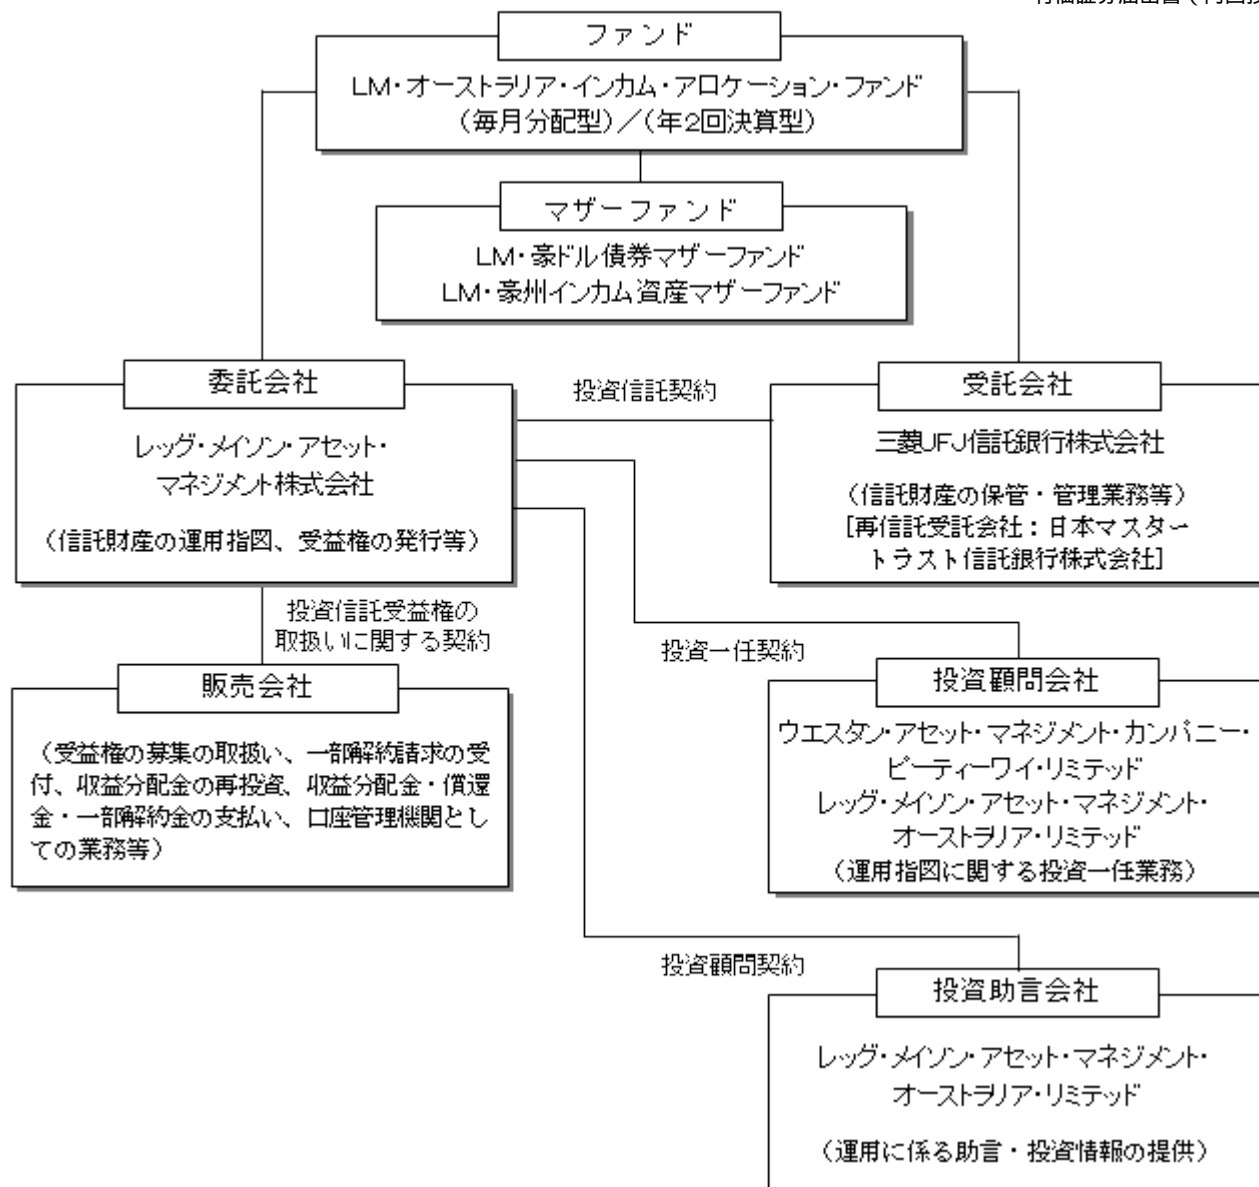 ファンド
LM・オーストラリア・インカム・アロケーション・ファンド
（毎月分配型）／（年2回決算型）
マザーファンド
LM・豪ドル債券マザーファンド
LM・豪州インカム資産マザーファンド
委託会社
レッグ・メイソン・アセット・
マネジメント株式会社
（信託財産の運用指図、受益権の発行等）
投資信託契約
受託会社
三菱UFJ信託銀行株式会社
（信託財産の保管・管理業務等）
［再信託受託会社：日本マスター
トラスト信託銀行株式会社］
投資信託受益権の
取扱いに関する契約
販売会社
（受益権の募集の取扱い、一部解約請求の受
付、収益分配金の再投資、収益分配金・償還
金・一部解約金の支払い、口座管理機関とし
ての業務等）
投資一任契約
投資顧問会社
ウエスタン・アセット・マネジメント・カンパニー・
ピーティーワイ・リミテッド
レッグ・メイソン・アセット・マネジメント・
オーストラリア・リミテッド
（運用指図に関する投資一任業務）
投資顧問契約
投資助言会社
レッグ・メイソン・アセット・マネジメント・
オーストラリア・リミテッド
（運用に係る助言・投資情報の提供）